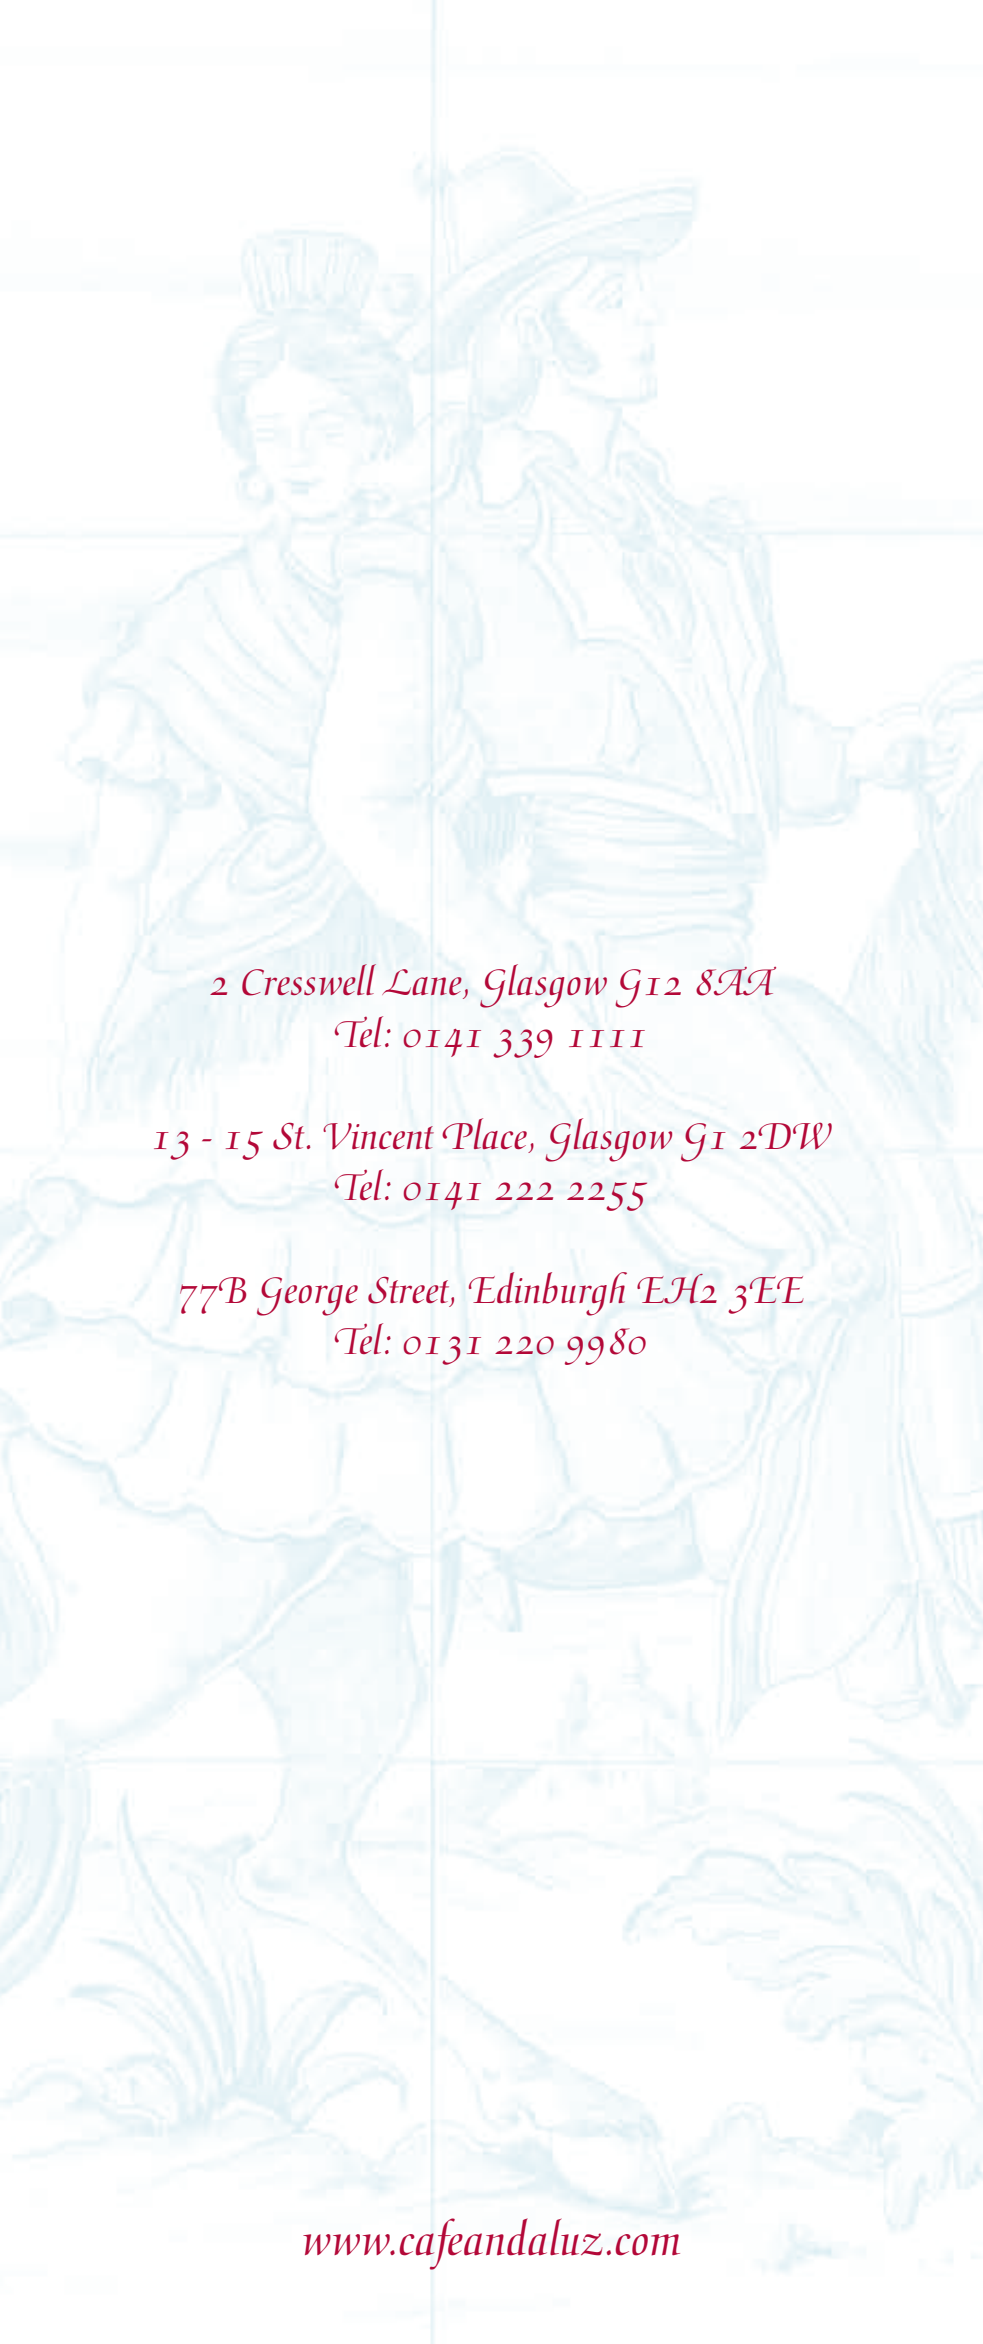 2 Cresswell Lane, Glasgow G12 8AA
Tel: 0141 339 1111
13 - 15 St. Vincent Place, Glasgow G1 2DW
Tel: 0141 222 2255
77B George Street, Edinburgh EH2 3EE
Tel: 0131 220 9980
www.cafeandaluz.com